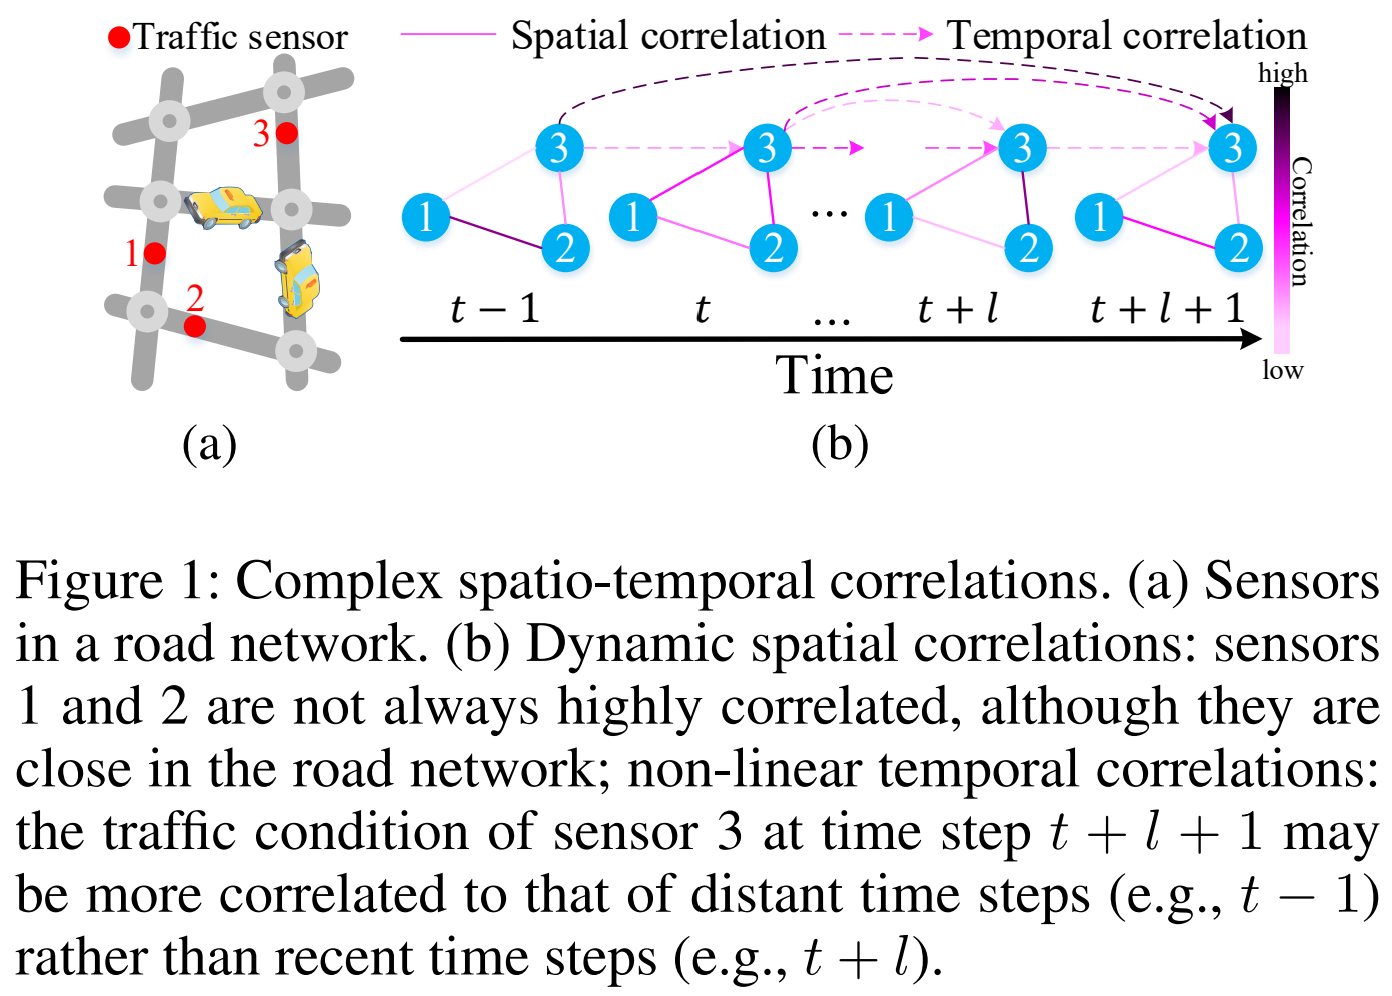 Traffic sensor
Spatial correlation
Temporal correlation
high
3
1
2
3 3 3 3
1 1 ... 1 1
2 2 2 2
Correlation
t − 1 t ... t + l t + l + 1
low
Time
(a) (b)
Figure 1: Complex spatio-temporal correlations. (a) Sensors
in a road network. (b) Dynamic spatial correlations: sensors
1 and 2 are not always highly correlated, although they are
close in the road network; non-linear temporal correlations:
the traffic condition of sensor 3 at time step t + l + 1 may
be more correlated to that of distant time steps (e.g., t − 1)
rather than recent time steps (e.g., t + l).